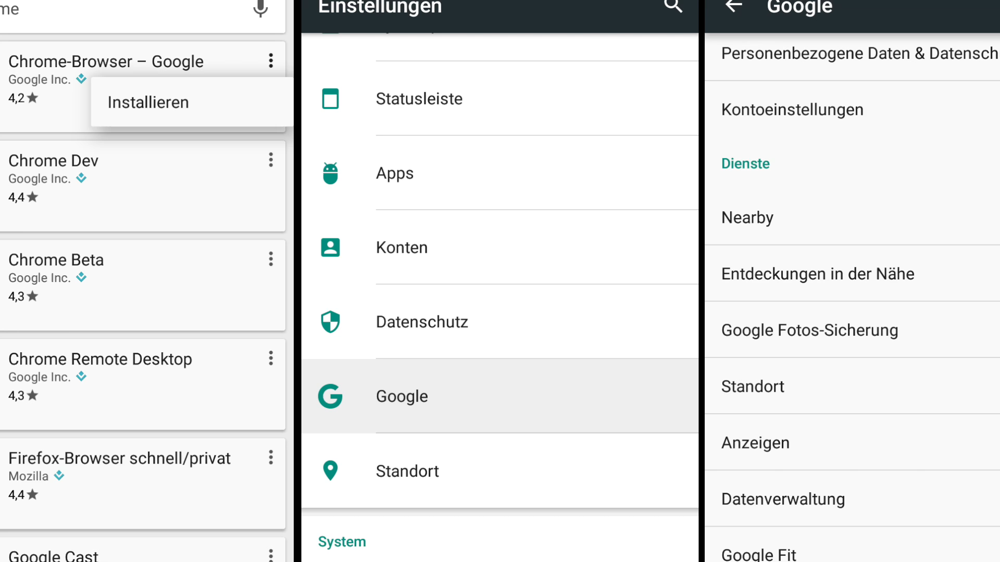 me
Chrome-Browser – Google
Google Inc.
4,2
Installieren
Chrome Dev
Google Inc.
4,4
Chrome Beta
Google Inc.
4,3
Chrome Remote Desktop
Google Inc.
4,3
Firefox-Browser schnell/privat
Mozilla
4,4
Google Cast
Einstellungen
Statusleiste
Apps
Konten
Datenschutz
Google
Standort
System
Google
Personenbezogene Daten & Datensch
Kontoeinstellungen
Dienste
Nearby
Entdeckungen in der Nähe
Google Fotos-Sicherung
Standort
Anzeigen
Datenverwaltung
Google Fit